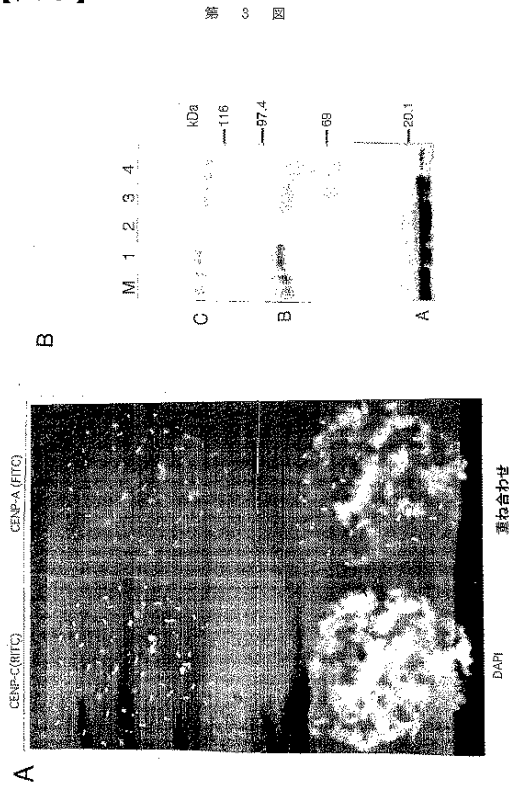 第 3 図
A
CENP-C(RITC)
CENP-A (FITC)
DAPI
重ね合わせ
B
M 1 2 3 4
kDa
C
116
B
97.4
69
A
20.1